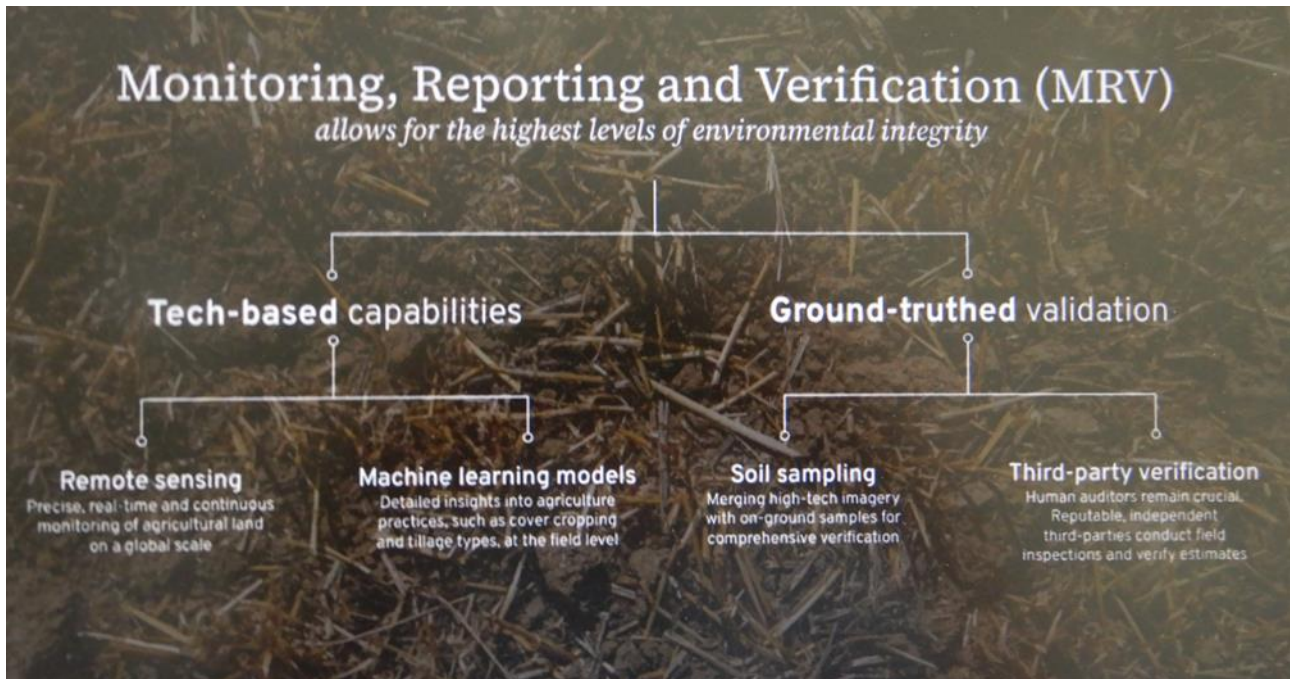 Monitoring, Reporting and Verification (MRV)
allows for the highest levels of environmental integrity
Tech-based capabilities
Ground-truthed validation
Remote sensing
Precise, real-time and continuous
monitoring of agricultural land
on a global scale
Machine learning models
Detailed insights into agriculture
practices, such as cover cropping
and tillage types, at the field level
Soil sampling
Merging high-tech imagery
with on-ground samples for
comprehensive verification
Third-party verification
Human auditors remain crucial.
Reputable, independent
third-parties conduct field
inspections and verify estimates